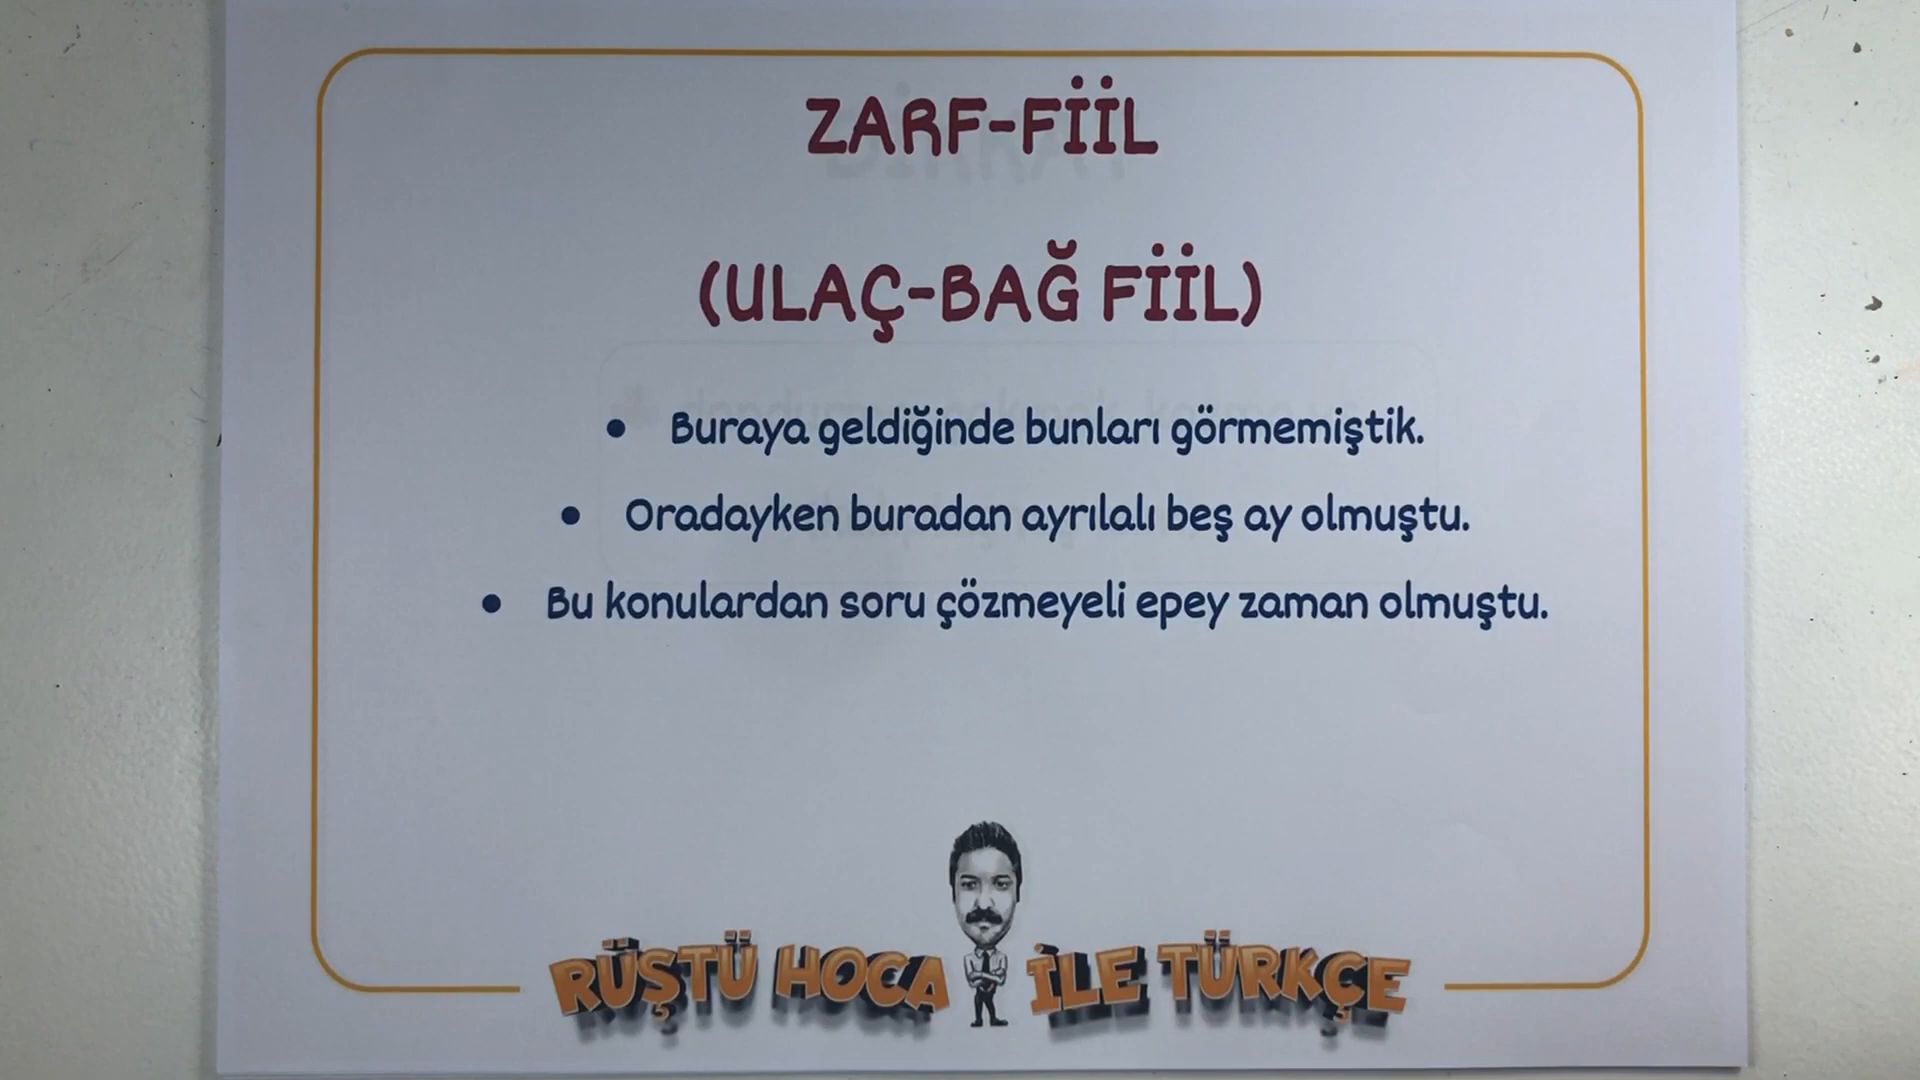 ZARF-FİİL
(ULAÇ-BAĞ FİİL)
• Buraya geldiğinde bunları görmemiştik.
• Oradayken buradan ayrılalı beş ay olmuştu.
• Bu konulardan soru çözmeyeli epey zaman olmuştu.
RÜŞTÜ HOCA İLE TÜRKÇE